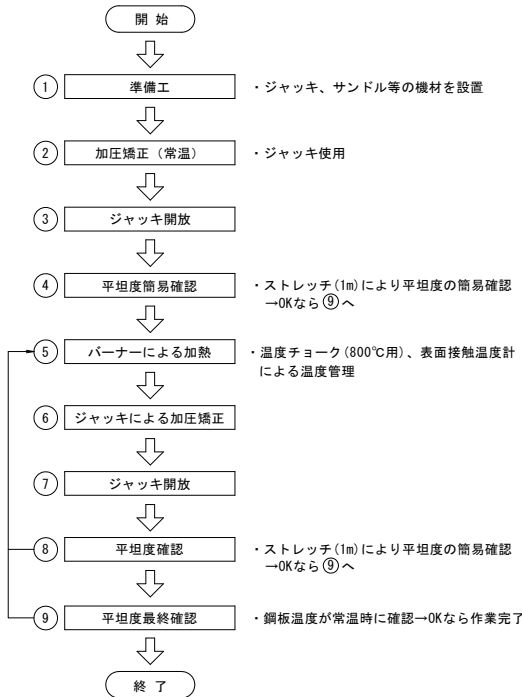 開 始
① 準備工 ・ジャッキ、サンドル等の機材を設置
② 加圧矯正（常温） ・ジャッキ使用
③ ジャッキ開放
④ 平坦度簡易確認 ・ストレッチ(1m)により平坦度の簡易確認
→OKなら⑨へ
⑤ バーナーによる加熱 ・温度チョーク(800℃用)、表面接触温度計
による温度管理
⑥ ジャッキによる加圧矯正
⑦ ジャッキ開放
⑧ 平坦度確認 ・ストレッチ(1m)により平坦度の簡易確認
→OKなら⑨へ
⑨ 平坦度最終確認 ・鋼板温度が常温時に確認→OKなら作業完了
終 了